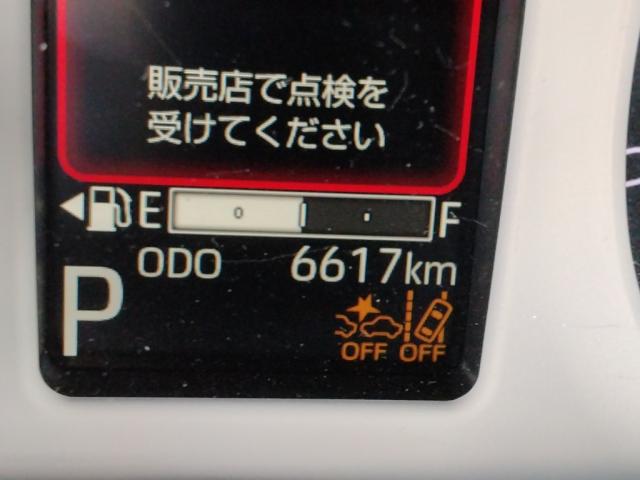 販売店で点検を
受けてください
E F
ODO 6617km
P
OFF OFF